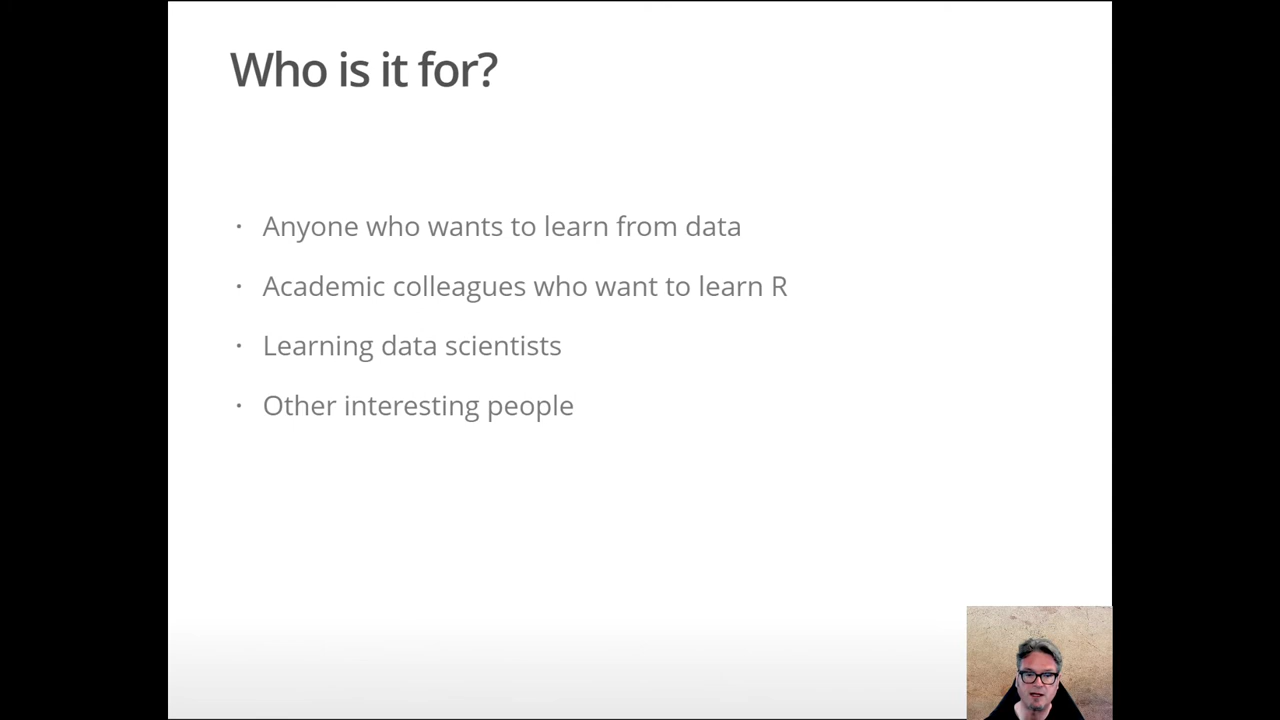 Who is it for?
· Anyone who wants to learn from data
· Academic colleagues who want to learn R
· Learning data scientists
· Other interesting people